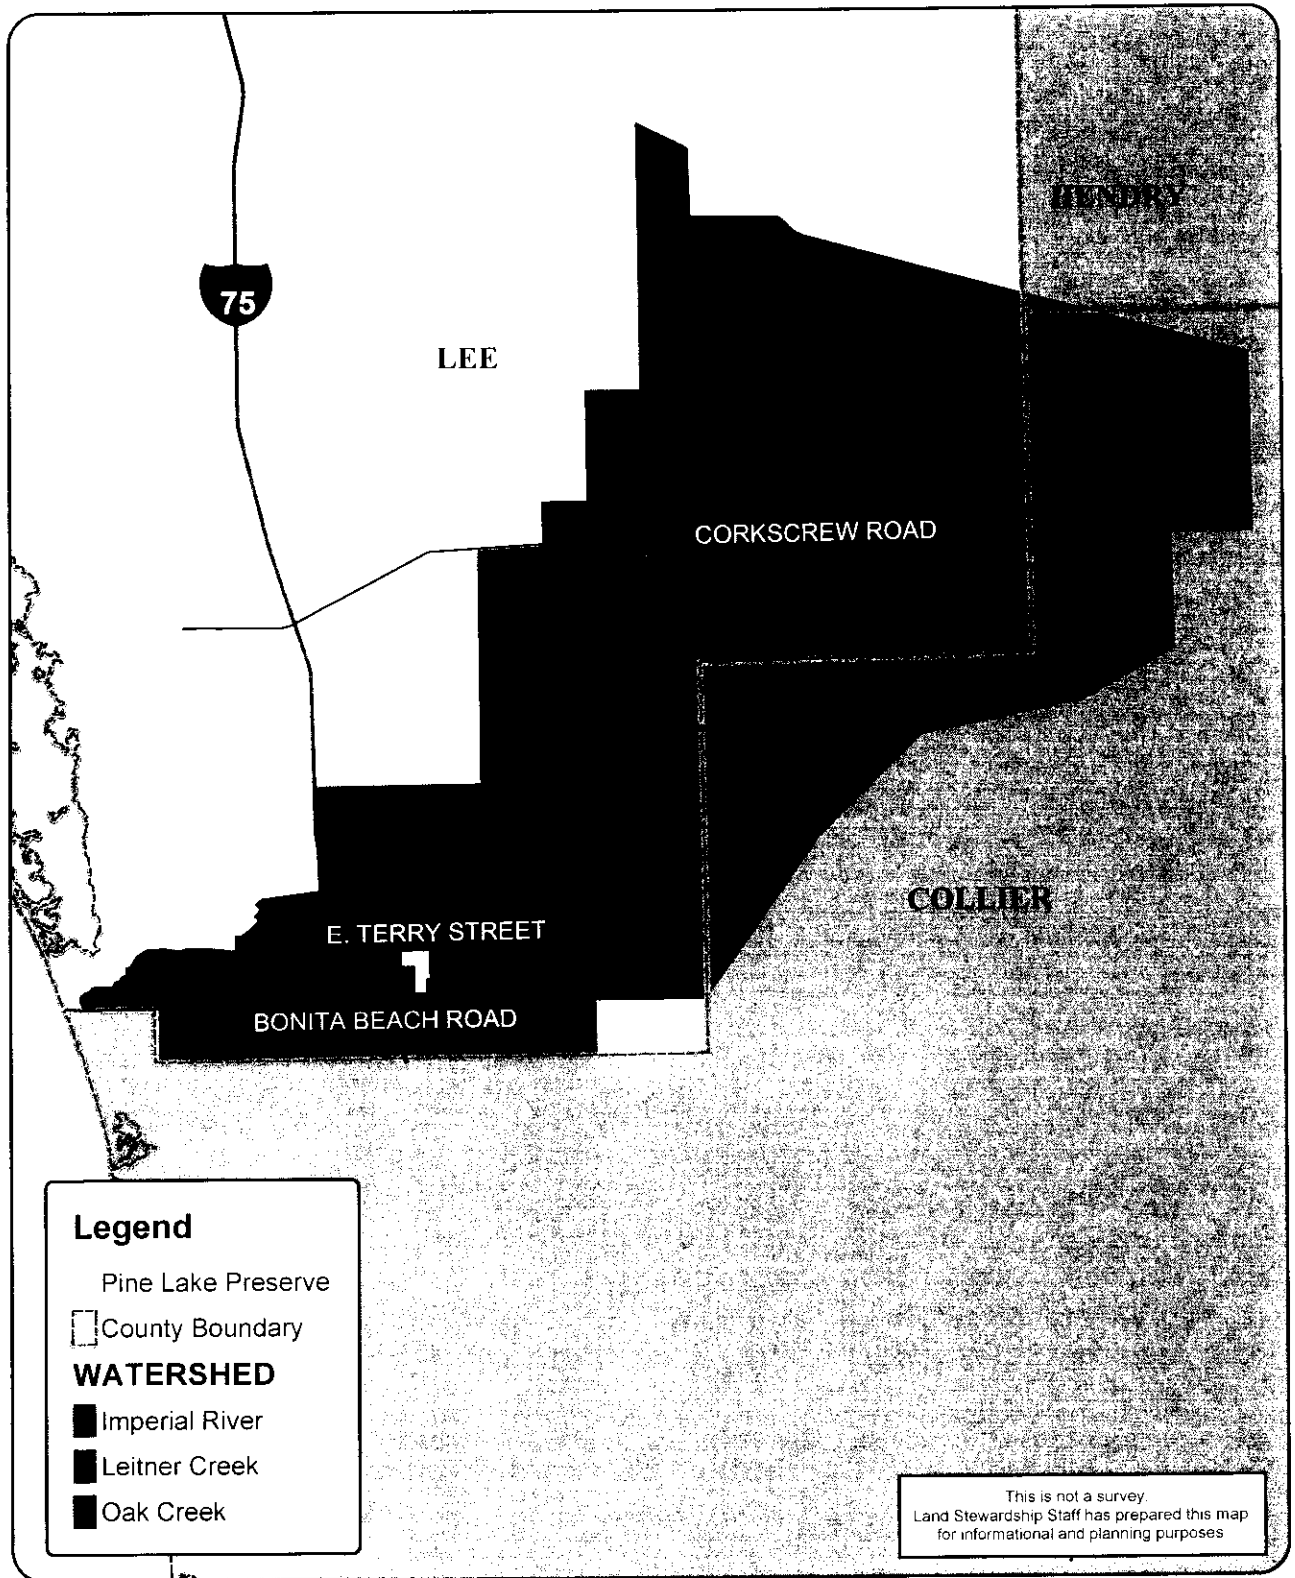 HENDRY
75
LEE
CORKSCREW ROAD
COLLIER
E. TERRY STREET
BONITA BEACH ROAD
Legend
Pine Lake Preserve
County Boundary
WATERSHED
Imperial River
Leitner Creek
Oak Creek
This is not a survey.
Land Stewardship Staff has prepared this map
for informational and planning purposes